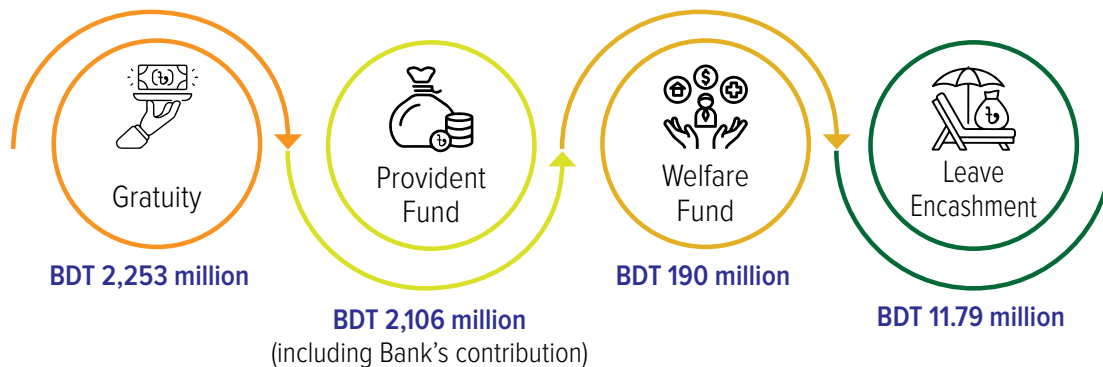 Gratuity
BDT 2,253 million
Provident
Fund
BDT 2,106 million
(including Bank’s contribution)
Welfare
Fund
BDT 190 million
Leave
Encashment
BDT 11.79 million